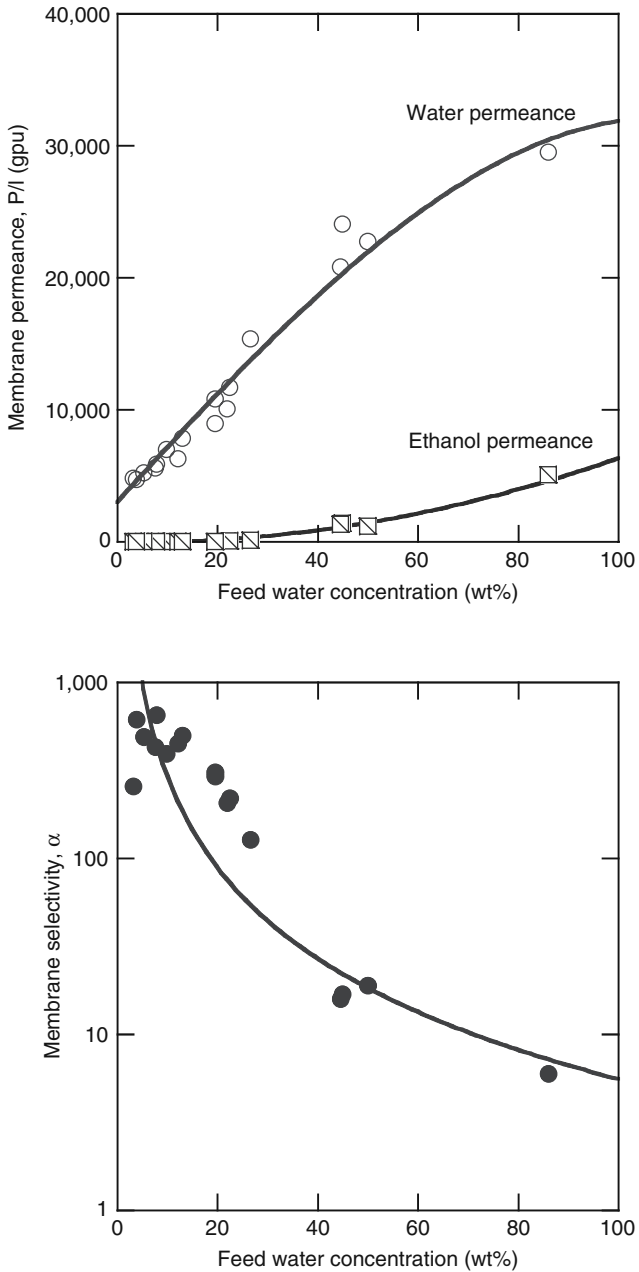 40,000
30,000
20,000
10,000
0
Membrane permeance, P/l (gpu)
Water permeance
Ethanol permeance
0 20 40 60 80 100
Feed water concentration (wt%)
1,000
100
10
1
Membrane selectivity, α
0 20 40 60 80 100
Feed water concentration (wt%)